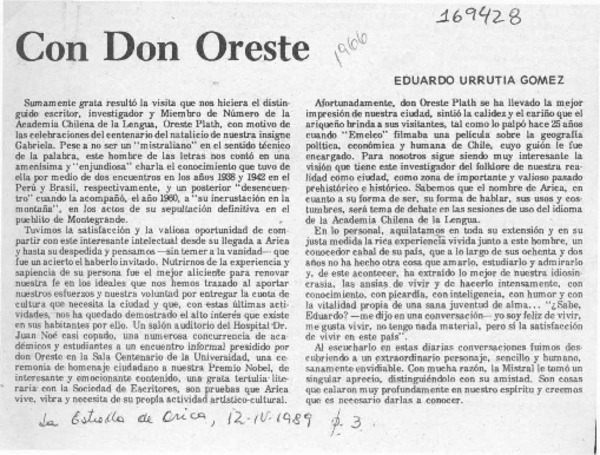 169428
Con Don Oreste
1966
EDUARDO URRUTIA GOMEZ
Sumamente grata resultó la visita que nos hiciera el distin-
guido escritor, investigador y Miembro de Número de la
Academia Chilena de la Lengua, Oreste Plath, con motivo de
las celebraciones del centenario del natalicio de nuestra insigne
Gabriela. Pese a no ser un "mistraliano" en el sentido técnico
de la palabra, este hombre de las letras nos contó en una
amenísima y "enjundiosa" charla el conocimiento que tuvo de
ella por medio de dos encuentros en los años 1938 y 1942 en el
Perú y Brasil, respectivamente, y un posterior "desencuen-
tro" cuando la acompañó, el año 1960, a "su incrustación en la
montaña", en los actos de su sepultación definitiva en el
pueblito de Montegrande.
Tuvimos la satisfacción y la valiosa oportunidad de com-
partir con este interesante intelectual desde su llegada a Arica
y hasta su despedida y pensamos —sin temer a la vanidad— que
fue un acierto el haberlo invitado. Nutrirnos de la experiencia y
sapiencia de su persona fue el mejor aliciente para renovar
nuestra fe en los ideales que nos hemos trazado al aportar
nuestros esfuerzos y nuestra voluntad por entregar la cuota de
cultura que necesita la ciudad y que, con estas últimas acti-
vidades, nos ha quedado demostrado el alto interés que existe
en sus habitantes por ello. Un salón auditorio del Hospital Dr.
Juan Noé casi copado, una numerosa concurrencia de aca-
démicos y estudiantes a un encuentro informal presidido por
don Oreste en la Sala Centenario de la Universidad, una ce-
remonia de homenaje ciudadano a nuestra Premio Nobel, de
interesante y emocionante contenido, una grata tertulia lite-
raria con la Sociedad de Escritores, son pruebas que Arica
vive, vibra y necesita de su propia actividad artístico-cultural.
Afortunadamente, don Oreste Plath se ha llevado la mejor
impresión de nuestra ciudad, sintió la calidez y el cariño que el
ariqueño brinda a sus visitantes, tal como lo palpó hace 25 años
cuando "Emelco" filmaba una película sobre la geografía
política, económica y humana de Chile, cuyo guión le fue
encargado. Para nosotros sigue siendo muy interesante la
visión que tiene este investigador del folklore de nuestra rea-
lidad como ciudad, como zona de importante y valioso pasado
prehistórico e histórico. Sabemos que el nombre de Arica, en
cuanto a su forma de ser, su forma de hablar, sus usos y cos-
tumbres, será tema de debate en las sesiones de uso del idioma
de la Academia Chilena de la Lengua.
En lo personal, aquilatamos en toda su extensión y en su
justa medida la rica experiencia vivida junto a este hombre, un
conocedor cabal de su país, que a lo largo de sus ochenta y dos
años no ha hecho otra cosa que amarlo, estudiarlo y admirarlo
y, de este acontecer, ha extraído lo mejor de nuestra idiosin-
crasia, las ansias de vivir y de hacerlo intensamente, con
conocimiento, con picardía, con inteligencia, con humor y con
la vitalidad propia de una sana juventud de alma... "¿Sabe,
Eduardo? —me dijo en una conversación— yo soy feliz de vivir,
me gusta vivir, no tengo nada material, pero sí la satisfacción
de vivir en este país".
Al escucharlo en estas diarias conversaciones fuimos des-
cubriendo a un extraordinario personaje, sencillo y humano,
sanamente envidiable. Con mucha razón, la Mistral le tomó un
singular aprecio, distinguiéndolo con su amistad. Son cosas
que calaron muy profundamente en nuestro espíritu y creemos
que es necesario darlas a conocer.
La Estrella de Arica, 12-IV-1989 p. 3.